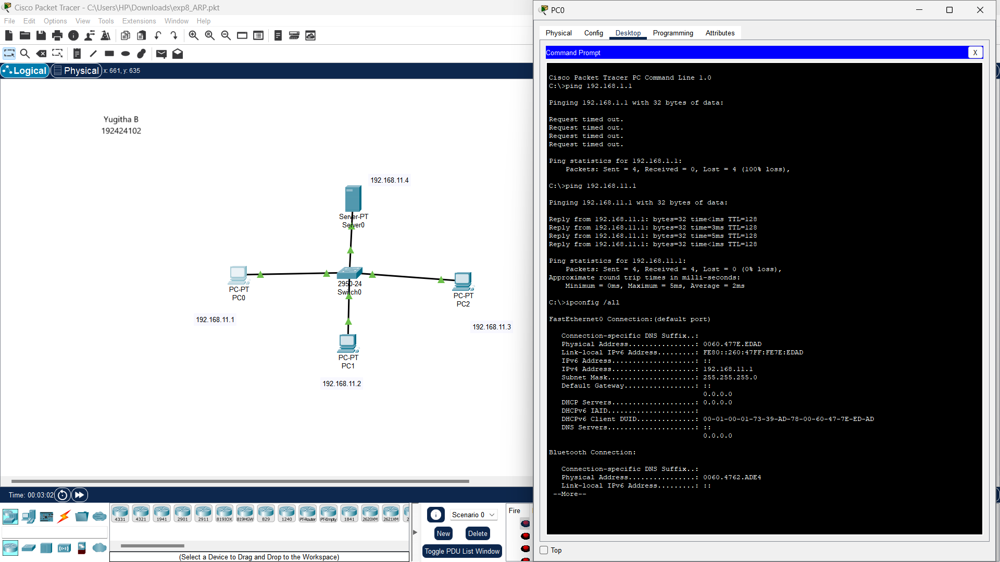 Cisco Packet Tracer - C:\Users\HP\Downloads\exp8_ARP.pkt
File Edit Options View Tools Extensions Window Help
Logical Physical x: 661, y: 635
Yugitha B
192424102
192.168.11.4
Server-PT
Server0
PC-PT
PC0
2950-24
Switch0
PC-PT
PC2
192.168.11.1
192.168.11.3
PC-PT
PC1
192.168.11.2
Time: 00:03:02
4331 4321 1941 2901 2911 819IOX 819HGW 829 1240 PT-Router PT-Empty 1841 2620XM 2621XM 2
(Select a Device to Drag and Drop to the Workspace)
Scenario 0
New Delete
Toggle PDU List Window
Fire
PC0
Physical Config Desktop Programming Attributes
Command Prompt X
Cisco Packet Tracer PC Command Line 1.0
C:\>ping 192.168.1.1
Pinging 192.168.1.1 with 32 bytes of data:
Request timed out.
Request timed out.
Request timed out.
Request timed out.
Ping statistics for 192.168.1.1:
Packets: Sent = 4, Received = 0, Lost = 4 (100% loss),
C:\>ping 192.168.11.1
Pinging 192.168.11.1 with 32 bytes of data:
Reply from 192.168.11.1: bytes=32 time<1ms TTL=128
Reply from 192.168.11.1: bytes=32 time=3ms TTL=128
Reply from 192.168.11.1: bytes=32 time=5ms TTL=128
Reply from 192.168.11.1: bytes=32 time<1ms TTL=128
Ping statistics for 192.168.11.1:
Packets: Sent = 4, Received = 4, Lost = 0 (0% loss),
Approximate round trip times in milli-seconds:
Minimum = 0ms, Maximum = 5ms, Average = 2ms
C:\>ipconfig /all
FastEthernet0 Connection:(default port)
Connection-specific DNS Suffix..:
Physical Address................: 0060.477E.EDAD
Link-local IPv6 Address.........: FE80::260:47FF:FE7E:EDAD
IPv6 Address....................: ::
IPv4 Address....................: 192.168.11.1
Subnet Mask.....................: 255.255.255.0
Default Gateway.................: ::
0.0.0.0
DHCP Servers....................: 0.0.0.0
DHCPv6 IAID.....................:
DHCPv6 Client DUID..............: 00-01-00-01-73-39-AD-78-00-60-47-7E-ED-AD
DNS Servers.....................: ::
0.0.0.0
Bluetooth Connection:
Connection-specific DNS Suffix..:
Physical Address................: 0060.4762.ADE4
Link-local IPv6 Address.........: ::
--More--
Top